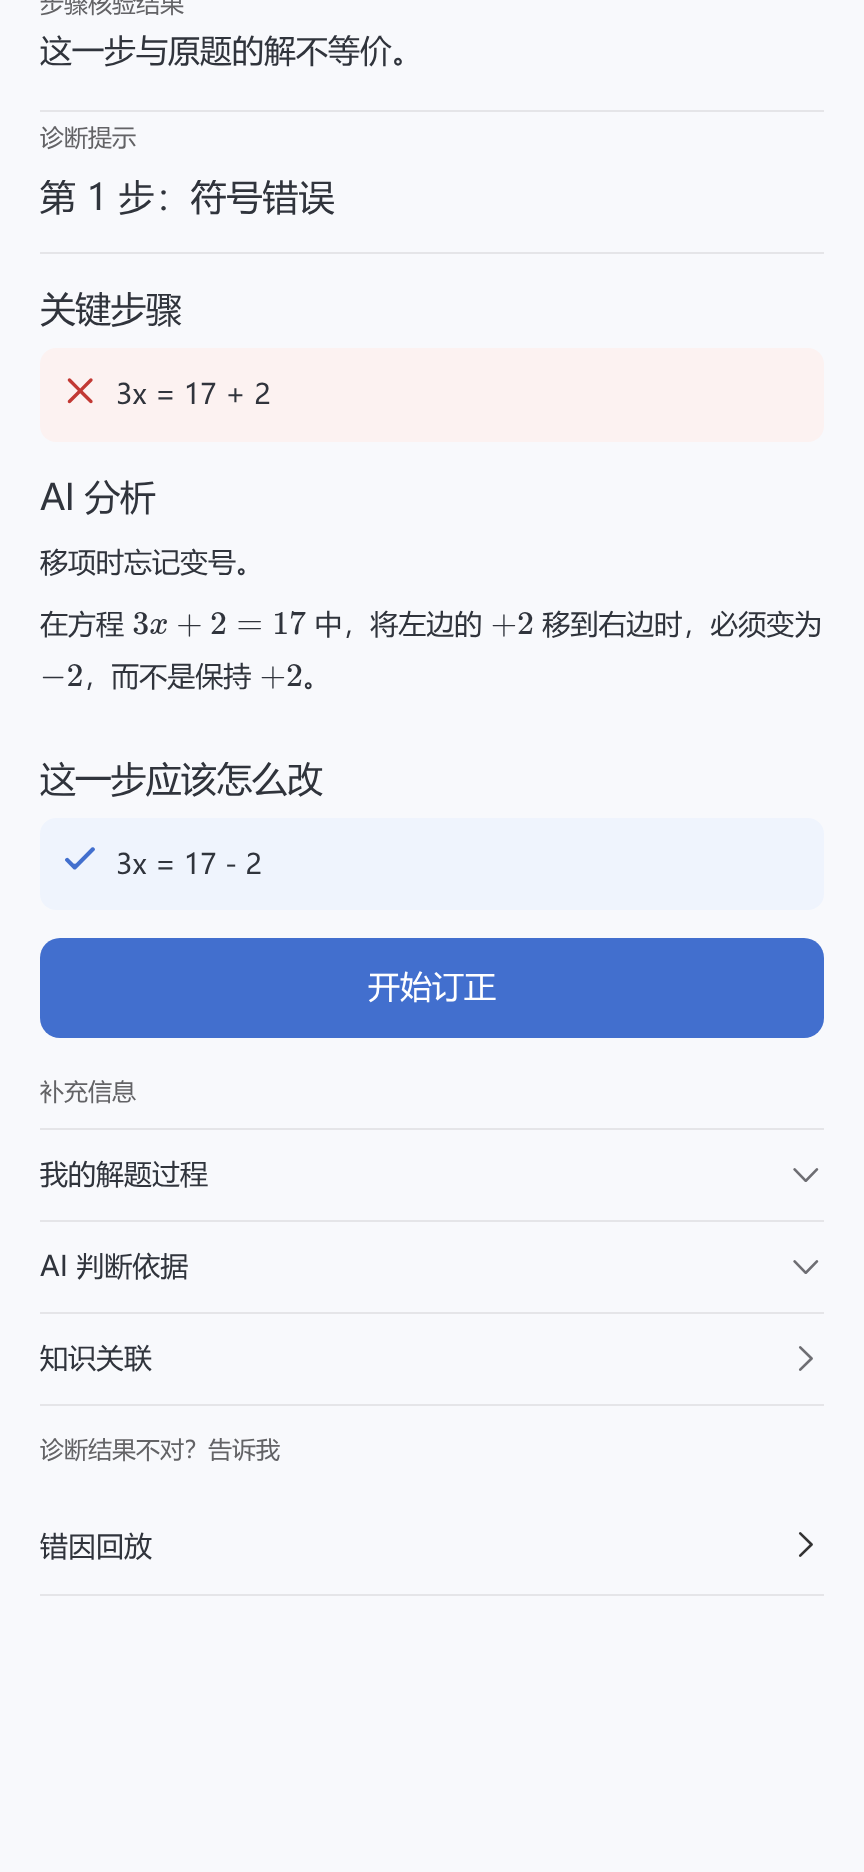 步骤核验结果
这一步与原题的解不等价。
诊断提示
第 1 步：符号错误
关键步骤
3x = 17 + 2
AI 分析
移项时忘记变号。
在方程 3x + 2 = 17 中，将左边的 +2 移到右边时，必须变为
−2，而不是保持 +2。
这一步应该怎么改
3x = 17 - 2
开始订正
补充信息
我的解题过程
AI 判断依据
知识关联
诊断结果不对？告诉我
错因回放